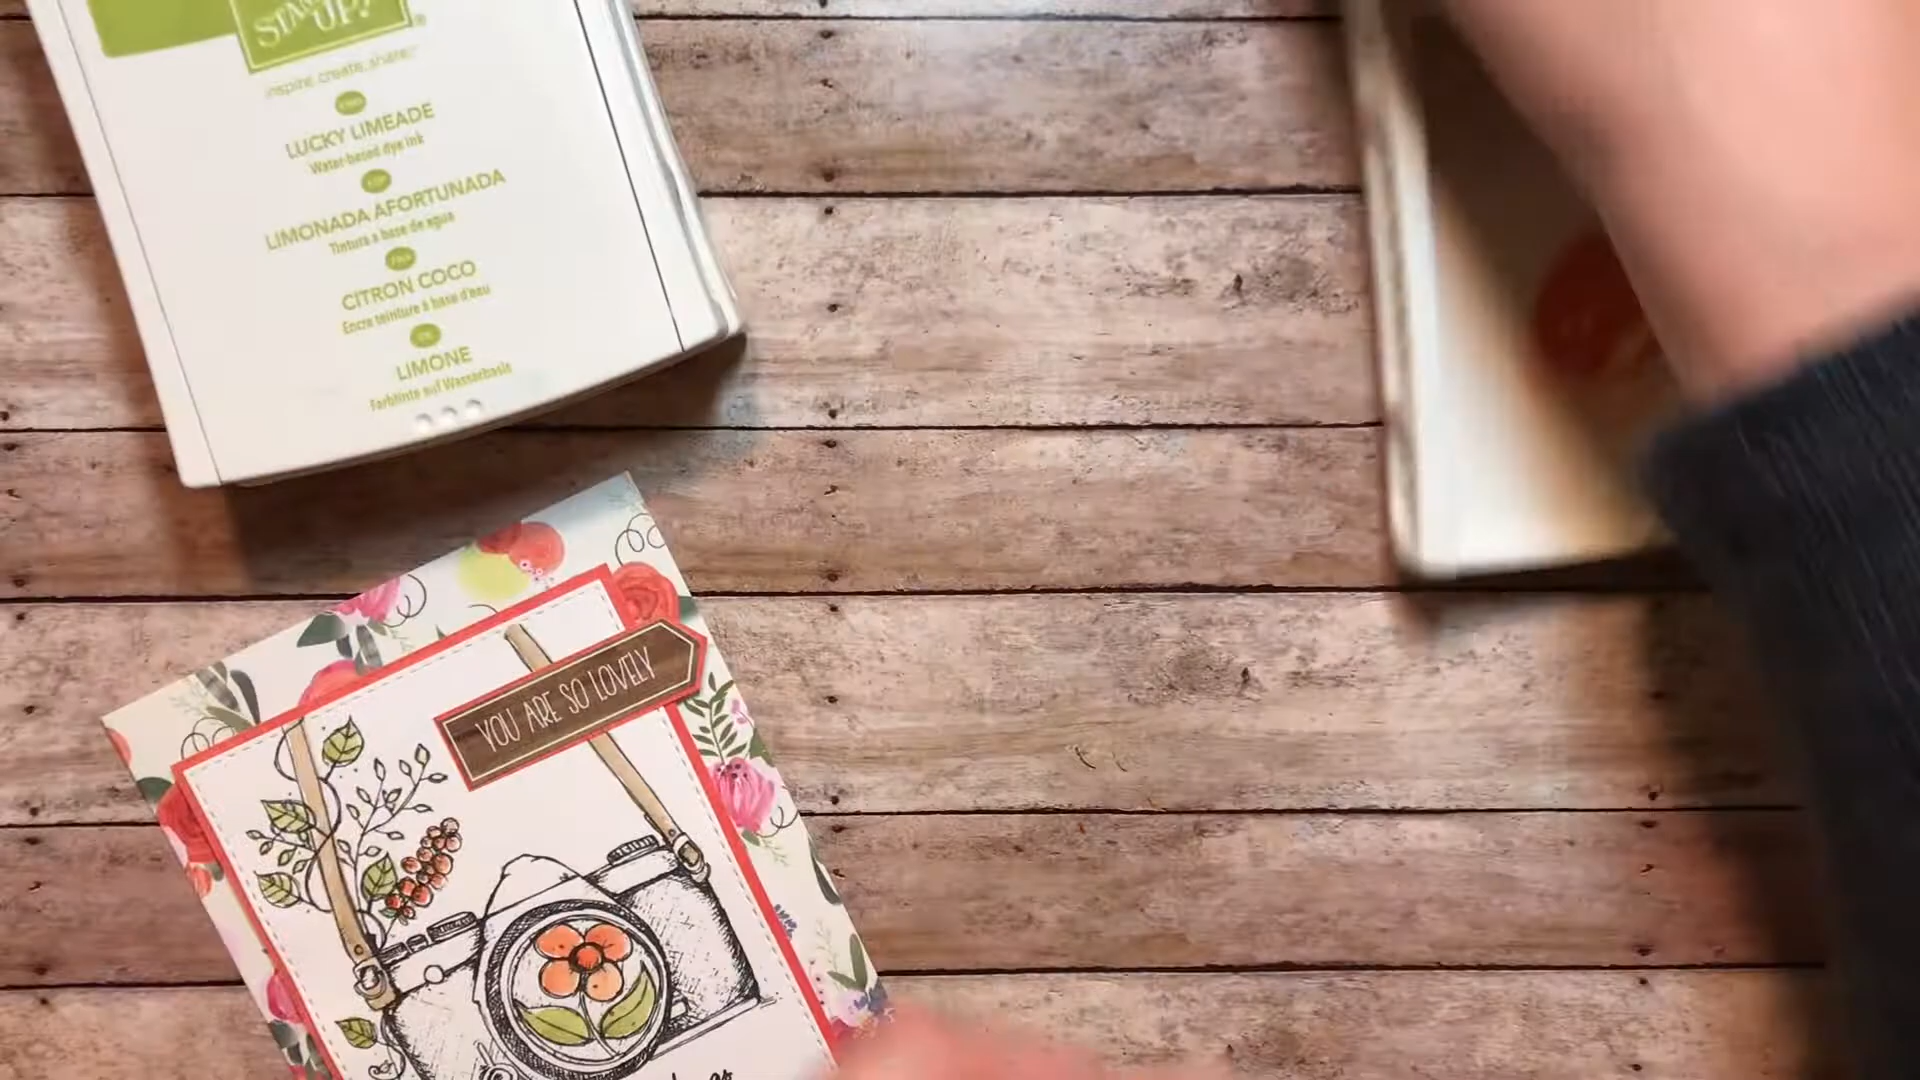 STAMPIN'
UP!
inspire.create.share.
LUCKY LIMEADE
Water-based dye ink
LIMONADA AFORTUNADA
Tintura a base de agua
CITRON COCO
Encre teinture à base d'eau
LIMONE
Farbtinte auf Wasserbasis
YOU ARE SO LOVELY